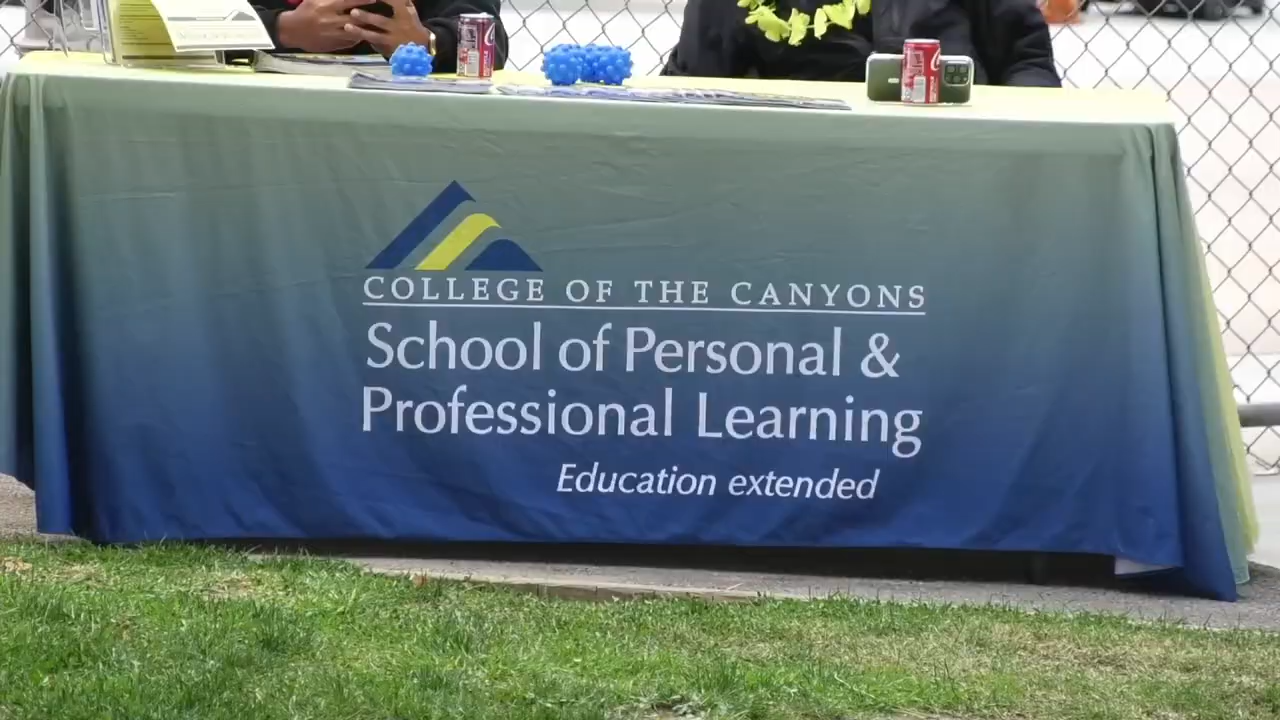 COLLEGE OF THE CANYONS
School of Personal &
Professional Learning
Education extended